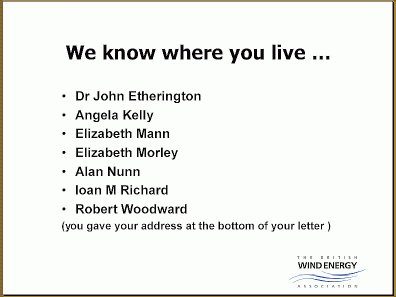 We know where you live ...
• Dr John Etherington
• Angela Kelly
• Elizabeth Mann
• Elizabeth Morley
• Alan Nunn
• Ioan M Richard
• Robert Woodward
(you gave your address at the bottom of your letter )
THE BRITISH
WIND ENERGY
ASSOCIATION